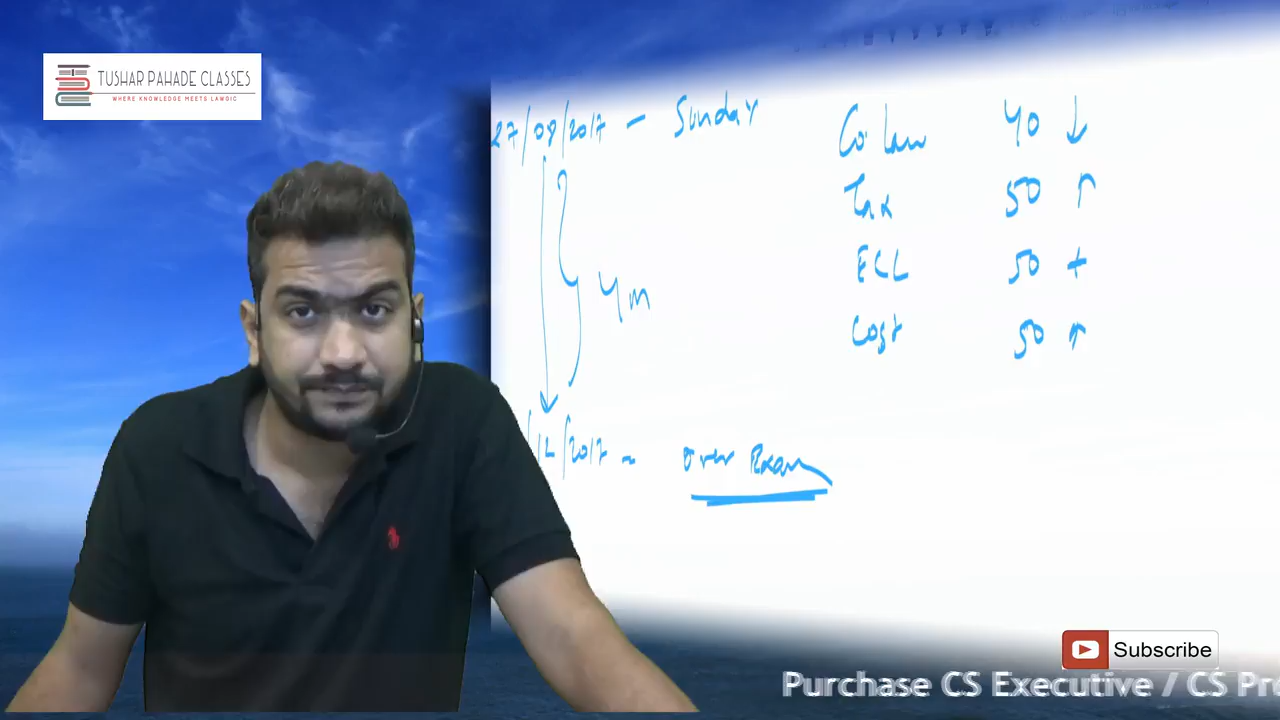 TUSHAR PAHADE CLASSES
WHERE KNOWLEDGE MEETS LAWGIC
27/08/2017 - Sunday
4m
/12/2017 - over Exam
Co. law 40 ↓
Tax 50 ↑
ECL 50 +
Cost 50 ↑
Subscribe
Purchase CS Executive / CS Pr